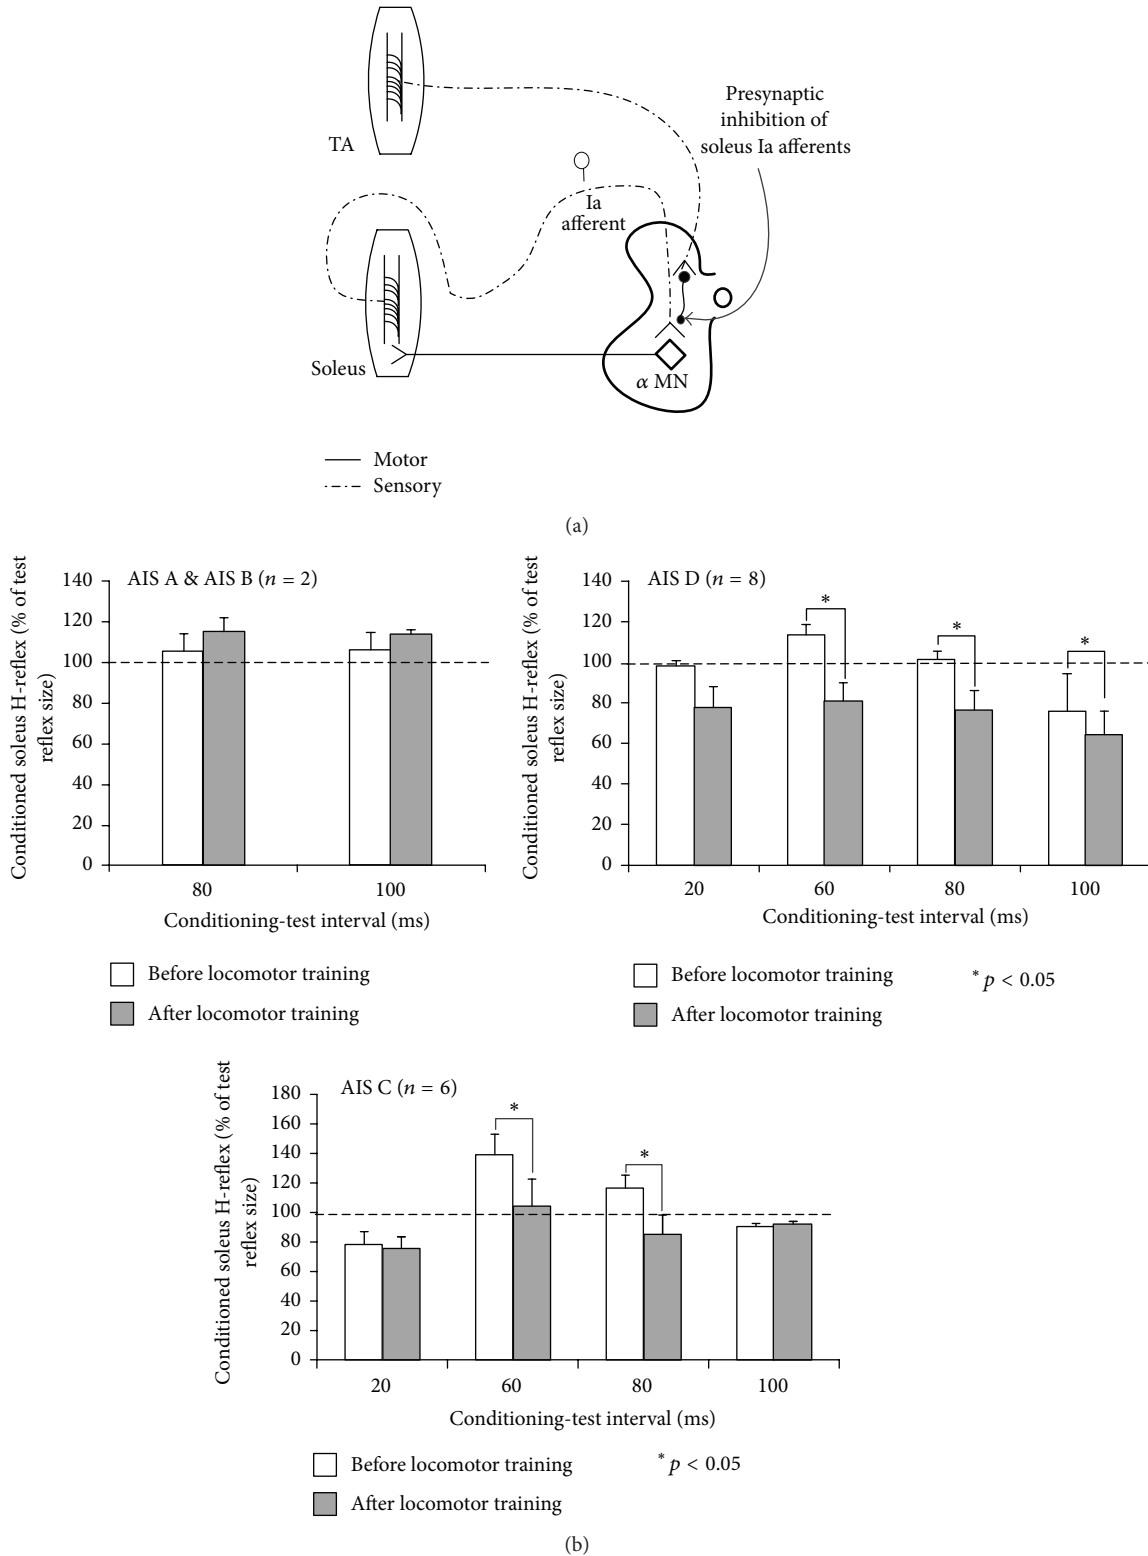 Presynaptic
inhibition of
soleus Ia afferents
TA
Ia
afferent
Soleus
α MN
Motor
Sensory
(a)
Conditioned soleus H-reflex (% of test
reflex size)
AIS A & AIS B (n = 2)
140
120
100
80
60
40
20
0
80 100
Conditioning-test interval (ms)
Before locomotor training
After locomotor training
Conditioned soleus H-reflex (% of test
reflex size)
AIS D (n = 8)
140
120
100
80
60
40
20
0
* * *
20 60 80 100
Conditioning-test interval (ms)
Before locomotor training
After locomotor training
* p < 0.05
Conditioned soleus H-reflex (% of test
reflex size)
AIS C (n = 6)
180
160
140
120
100
80
60
40
20
0
* *
20 60 80 100
Conditioning-test interval (ms)
Before locomotor training
After locomotor training
* p < 0.05
(b)